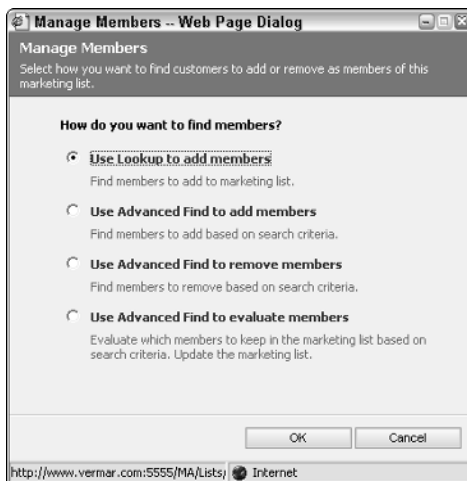 Manage Members -- Web Page Dialog
Manage Members
Select how you want to find customers to add or remove as members of this
marketing list.
How do you want to find members?
Use Lookup to add members
Find members to add to marketing list.
Use Advanced Find to add members
Find members to add based on search criteria.
Use Advanced Find to remove members
Find members to remove based on search criteria.
Use Advanced Find to evaluate members
Evaluate which members to keep in the marketing list based on
search criteria. Update the marketing list.
OK Cancel
http://www.vermar.com:5555/MA/Lists/ Internet